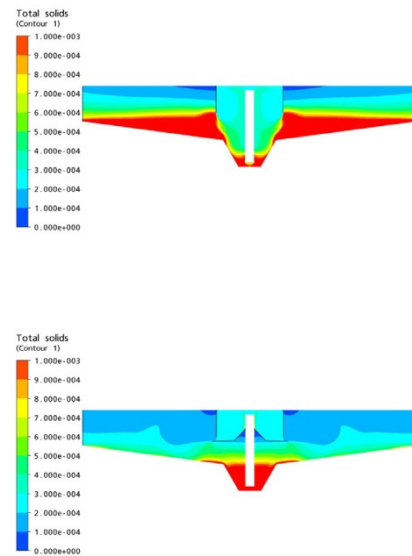 Total solids
(Contour 1)
1.000e-003
9.000e-004
8.000e-004
7.000e-004
6.000e-004
5.000e-004
4.000e-004
3.000e-004
2.000e-004
1.000e-004
0.000e+000
Total solids
(Contour 1)
1.000e-003
9.000e-004
8.000e-004
7.000e-004
6.000e-004
5.000e-004
4.000e-004
3.000e-004
2.000e-004
1.000e-004
0.000e+000